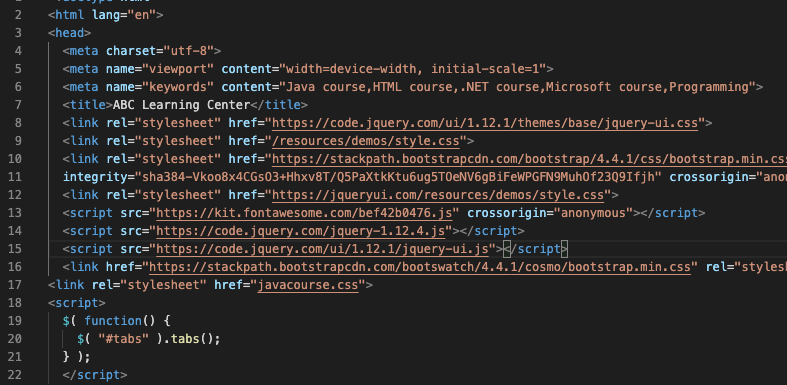 2 <html lang="en">
3 <head>
4 <meta charset="utf-8">
5 <meta name="viewport" content="width=device-width, initial-scale=1">
6 <meta name="keywords" content="Java course,HTML course,.NET course,Microsoft course,Programming">
7 <title>ABC Learning Center</title>
8 <link rel="stylesheet" href="https://code.jquery.com/ui/1.12.1/themes/base/jquery-ui.css">
9 <link rel="stylesheet" href="/resources/demos/style.css">
10 <link rel="stylesheet" href="https://stackpath.bootstrapcdn.com/bootstrap/4.4.1/css/bootstrap.min.css
11 integrity="sha384-Vkoo8x4CGsO3+Hhxv8T/Q5PaXtkKtu6ug5TOeNV6gBiFeWPGFN9MuhOf23Q9Ifjh" crossorigin="anon
12 <link rel="stylesheet" href="https://jqueryui.com/resources/demos/style.css">
13 <script src="https://kit.fontawesome.com/bef42b0476.js" crossorigin="anonymous"></script>
14 <script src="https://code.jquery.com/jquery-1.12.4.js"></script>
15 <script src="https://code.jquery.com/ui/1.12.1/jquery-ui.js"></script>
16 <link href="https://stackpath.bootstrapcdn.com/bootswatch/4.4.1/cosmo/bootstrap.min.css" rel="stylesh
17 <link rel="stylesheet" href="javacourse.css">
18 <script>
19 $( function() {
20 $( "#tabs" ).tabs();
21 } );
22 </script>